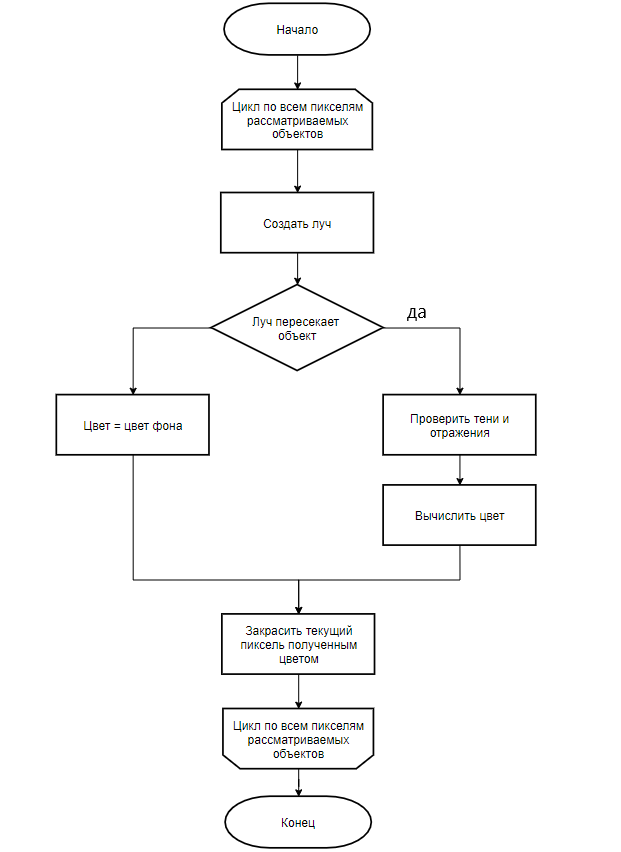 Начало
Цикл по всем пикселям
рассматриваемых
объектов
Создать луч
Луч пересекает
объект
да
Цвет = цвет фона
Проверить тени и
отражения
Вычислить цвет
Закрасить текущий
пиксель полученным
цветом
Цикл по всем пикселям
рассматриваемых
объектов
Конец